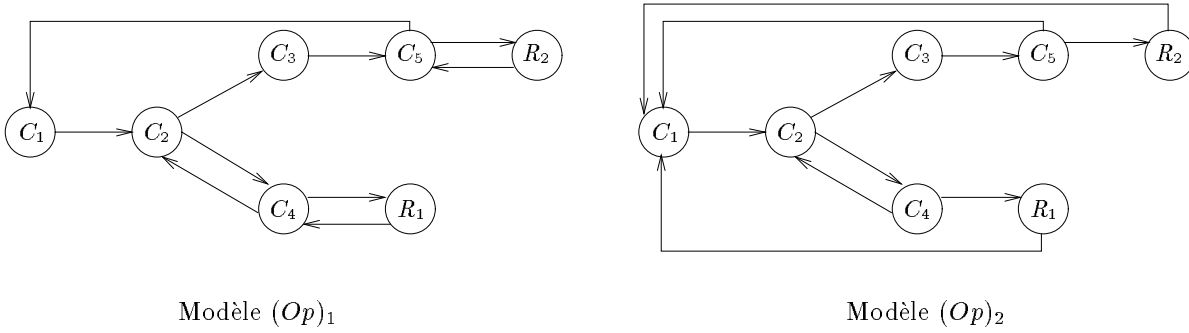 C₃ C₅ R₂
C₁ C₂
C₄ R₁
Modèle (Op)₁
C₃ C₅ R₂
C₁ C₂
C₄ R₁
Modèle (Op)₂